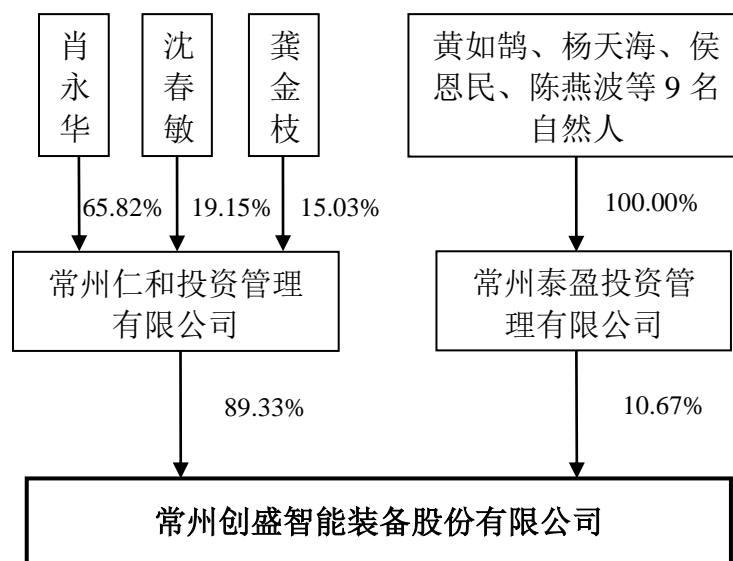 肖永华
沈春敏
龚金枝
黄如鹄、杨天海、侯
恩民、陈燕波等 9 名
自然人
65.82%
19.15%
15.03%
100.00%
常州仁和投资管理
有限公司
常州泰盈投资管
理有限公司
89.33%
10.67%
常州创盛智能装备股份有限公司